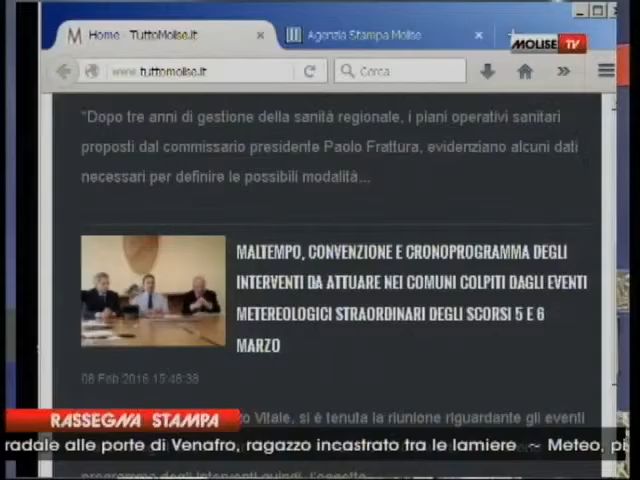 Home - TuttoMolise.it
Agenzia Stampa Molise
MOLISE TV
www.tuttomolise.it
Cerca
"Dopo tre anni di gestione della sanità regionale, i piani operativi sanitari
proposti dal commissario presidente Paolo Frattura, evidenziano alcuni dati
necessari per definire le possibili modalità...
MALTEMPO, CONVENZIONE E CRONOPROGRAMMA DEGLI
INTERVENTI DA ATTUARE NEI COMUNI COLPITI DAGLI EVENTI
METEREOLOGICI STRAORDINARI DEGLI SCORSI 5 E 6
MARZO
08 Feb 2016 15:48:38
RASSEGNA STAMPA
Vitale, si è tenuta la riunione riguardante gli eventi
radale alle porte di Venafro, ragazzo incastrato tra le lamiere ~ Meteo, pi